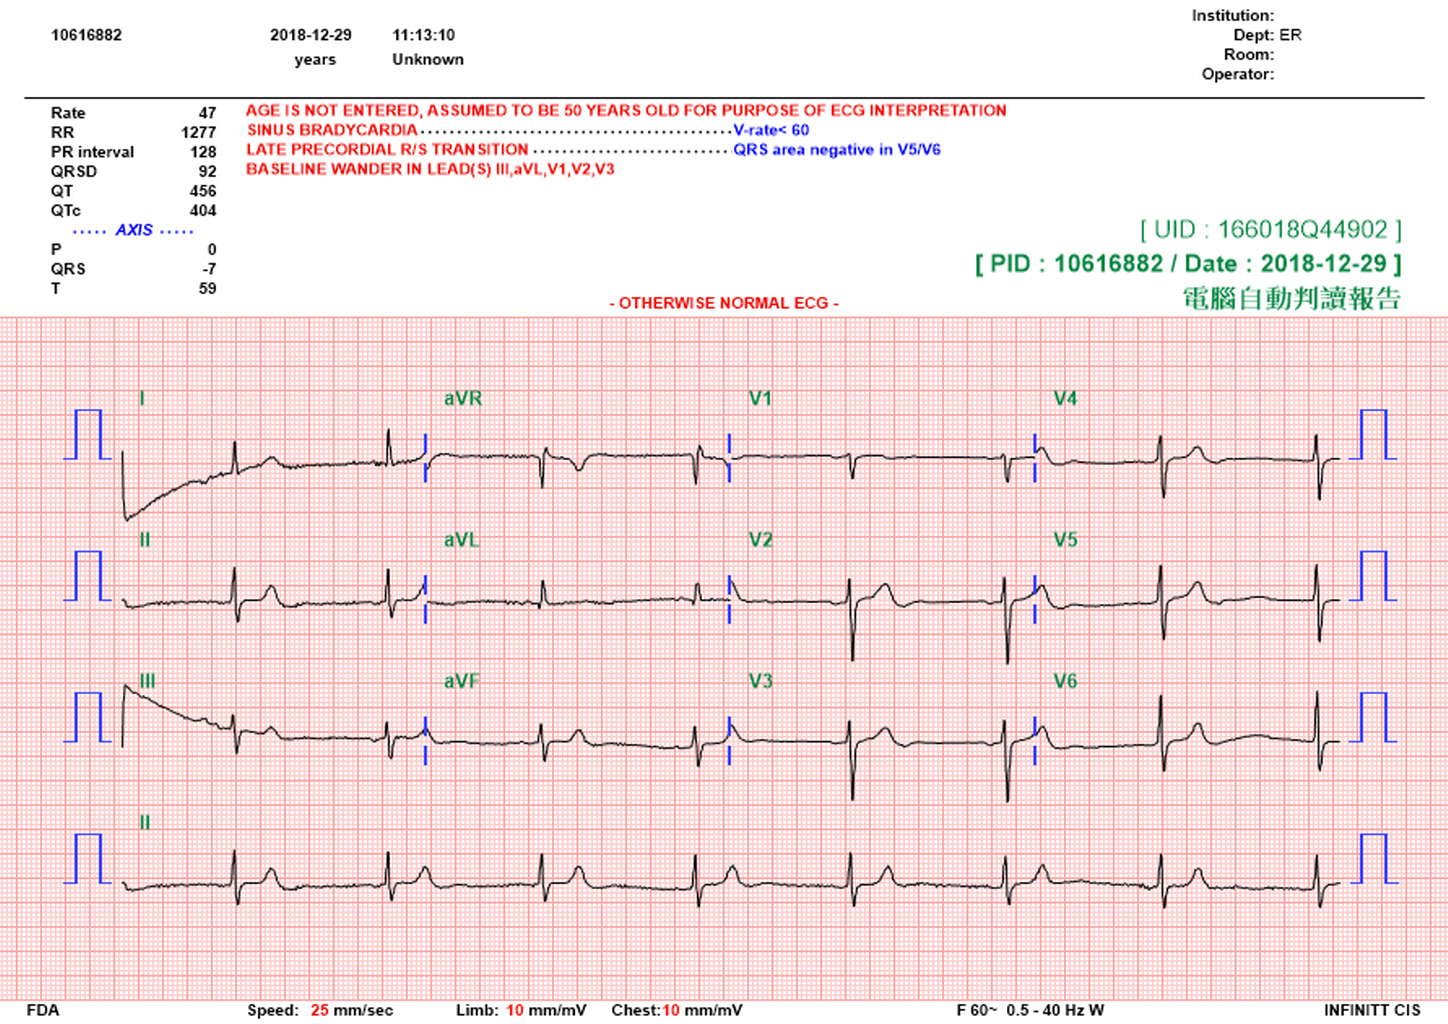 Institution:
10616882 2018-12-29 11:13:10 Dept: ER
years Unknown Room:
Operator:
Rate 47 AGE IS NOT ENTERED, ASSUMED TO BE 50 YEARS OLD FOR PURPOSE OF ECG INTERPRETATION
RR 1277 SINUS BRADYCARDIA....................................V-rate< 60
PR interval 128 LATE PRECORDIAL R/S TRANSITION......................QRS area negative in V5/V6
QRSD 92 BASELINE WANDER IN LEAD(S) III,aVL,V1,V2,V3
QT 456
QTc 404
..... AXIS .....
P 0
QRS -7
T 59
[ UID : 166018Q44902 ]
[ PID : 10616882 / Date : 2018-12-29 ]
電腦自動判讀報告
- OTHERWISE NORMAL ECG -
I aVR V1 V4
II aVL V2 V5
III aVF V3 V6
II
FDA Speed: 25 mm/sec Limb: 10 mm/mV Chest:10 mm/mV F 60~ 0.5 - 40 Hz W INFINITT CIS